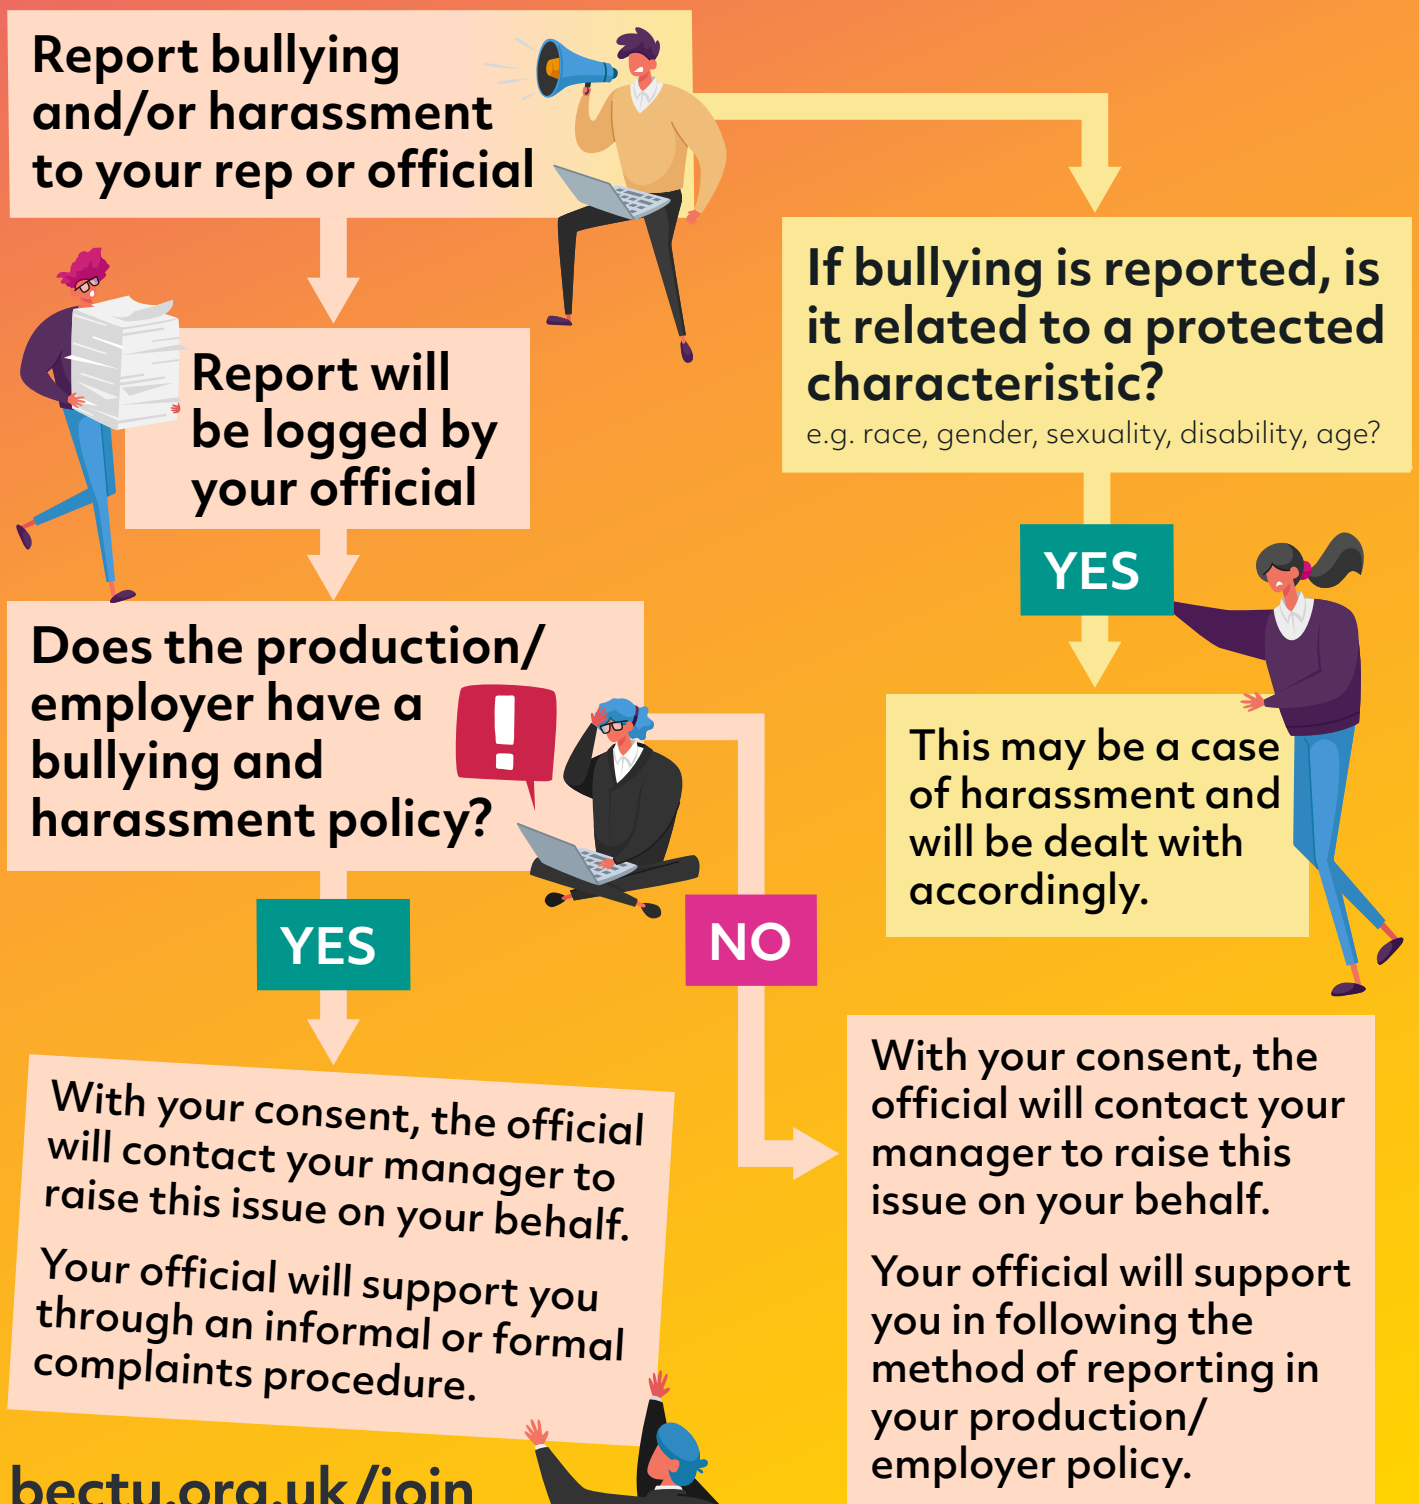 Report bullying
and/or harassment
to your rep or official
Report will
be logged by
your official
Does the production/
employer have a
bullying and
harassment policy?
!
YES
With your consent, the official
will contact your manager to
raise this issue on your behalf.
Your official will support you
through an informal or formal
complaints procedure.
NO
With your consent, the
official will contact your
manager to raise this
issue on your behalf.
Your official will support
you in following the
method of reporting in
your production/
employer policy.
If bullying is reported, is
it related to a protected
characteristic?
e.g. race, gender, sexuality, disability, age?
YES
This may be a case
of harassment and
will be dealt with
accordingly.
bectu.org.uk/join